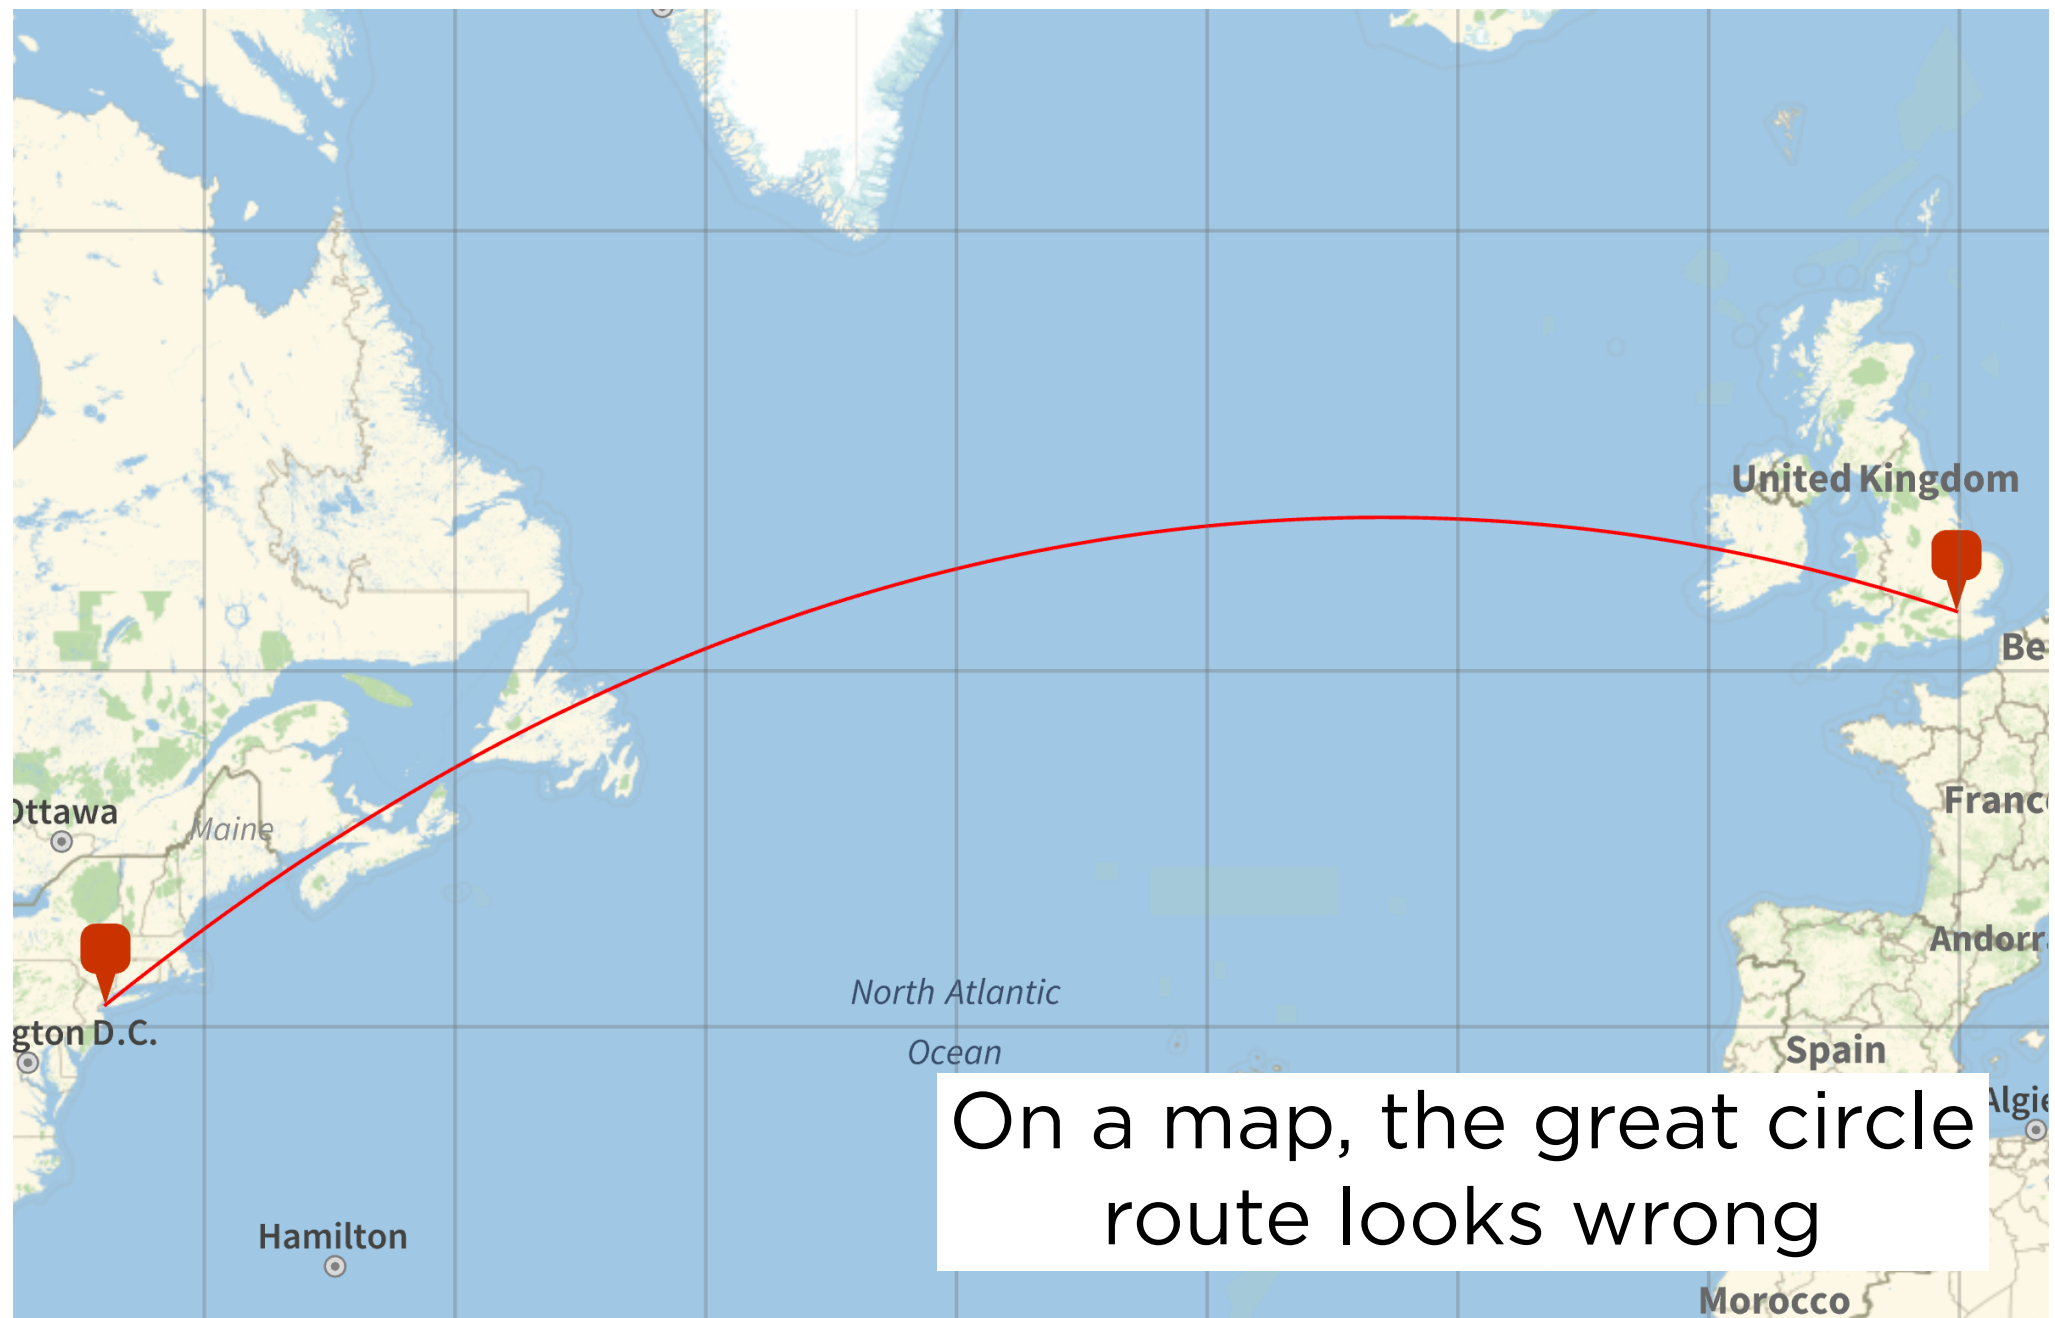 United Kingdom
Be
Ottawa
Maine
Franc
Andorr
North Atlantic
Ocean
gton D.C.
Spain
On a map, the great circle
route looks wrong
Algie
Hamilton
Morocco